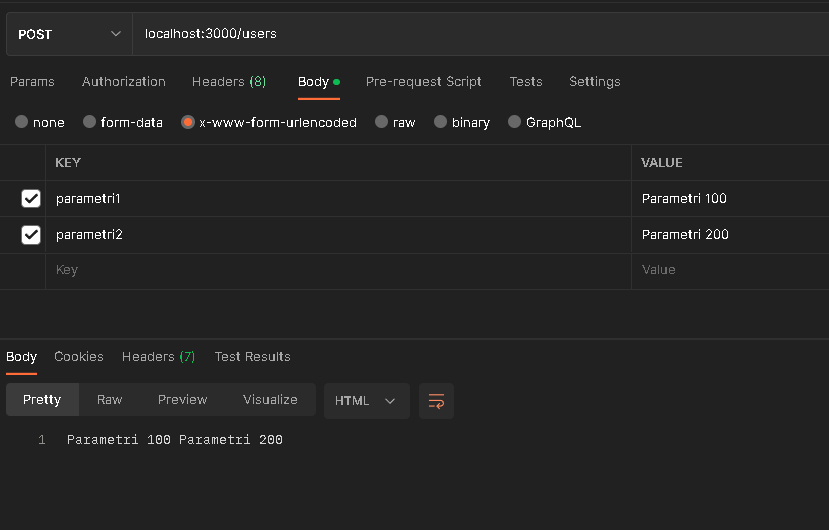 POST localhost:3000/users
Params Authorization Headers (8) Body Pre-request Script Tests Settings
none form-data x-www-form-urlencoded raw binary GraphQL
KEY VALUE
parametri1 Parametri 100
parametri2 Parametri 200
Key Value
Body Cookies Headers (7) Test Results
Pretty Raw Preview Visualize HTML
1 Parametri 100 Parametri 200